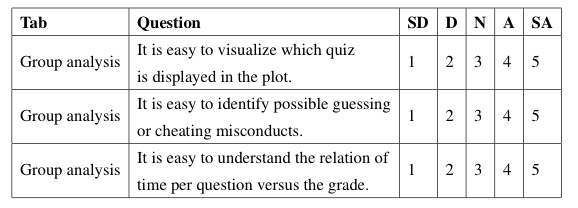 Tab Question SD D N A SA
Group analysis It is easy to visualize which quiz
is displayed in the plot. 1 2 3 4 5
Group analysis It is easy to identify possible guessing
or cheating misconducts. 1 2 3 4 5
Group analysis It is easy to understand the relation of
time per question versus the grade. 1 2 3 4 5